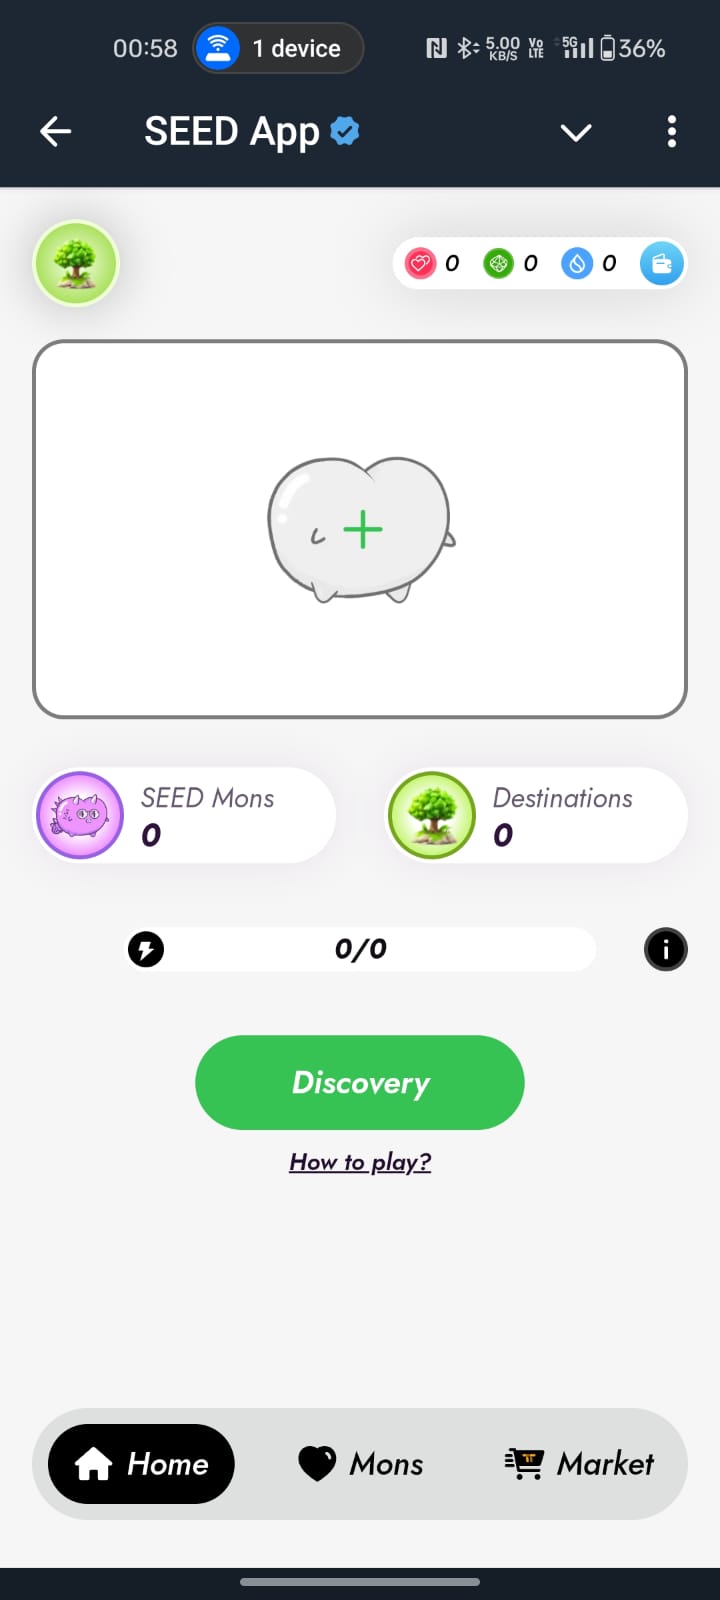 00:58 1 device 5.00 KB/S Vo LTE 5G 36%
SEED App
0 0 0
SEED Mons
0
Destinations
0
0/0
Discovery
How to play?
Home Mons Market